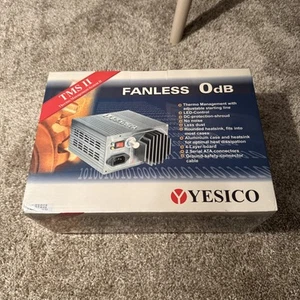 TMS II
FANLESS 0dB
Thermo Management with
adjustable starting line
LED-Control
DC-protection-shroud
No noise
Less dust
Rounded heatsink, fits into
most cases
Aluminium case and heatsink
for optimal heat dissipation
4 Layer-board
2 Serial ATA connectors
Ground-safety-connector
cable
YESICO